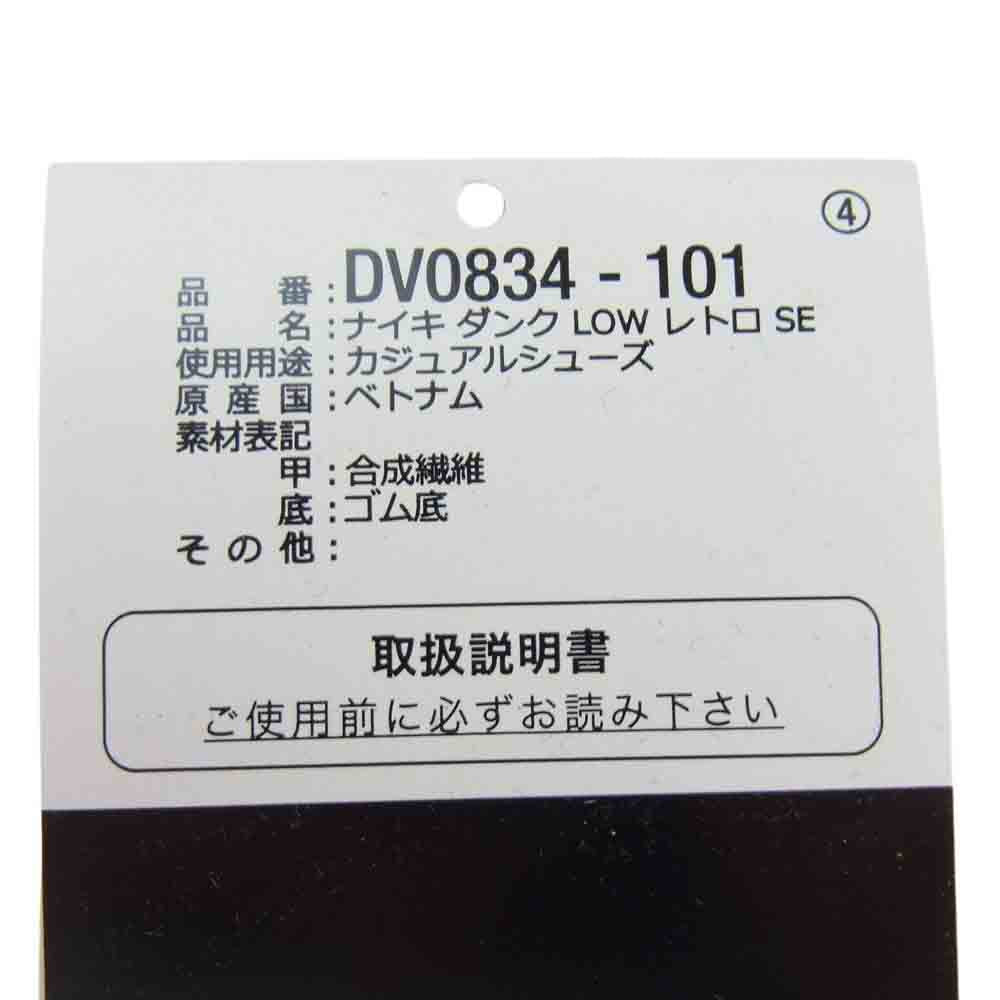 ④
品番:DV0834-101
品名:ナイキ ダンク LOW レトロ SE
使用用途:カジュアルシューズ
原産国:ベトナム
素材表記
甲:合成繊維
底:ゴム底
その他:
取扱説明書
ご使用前に必ずお読み下さい